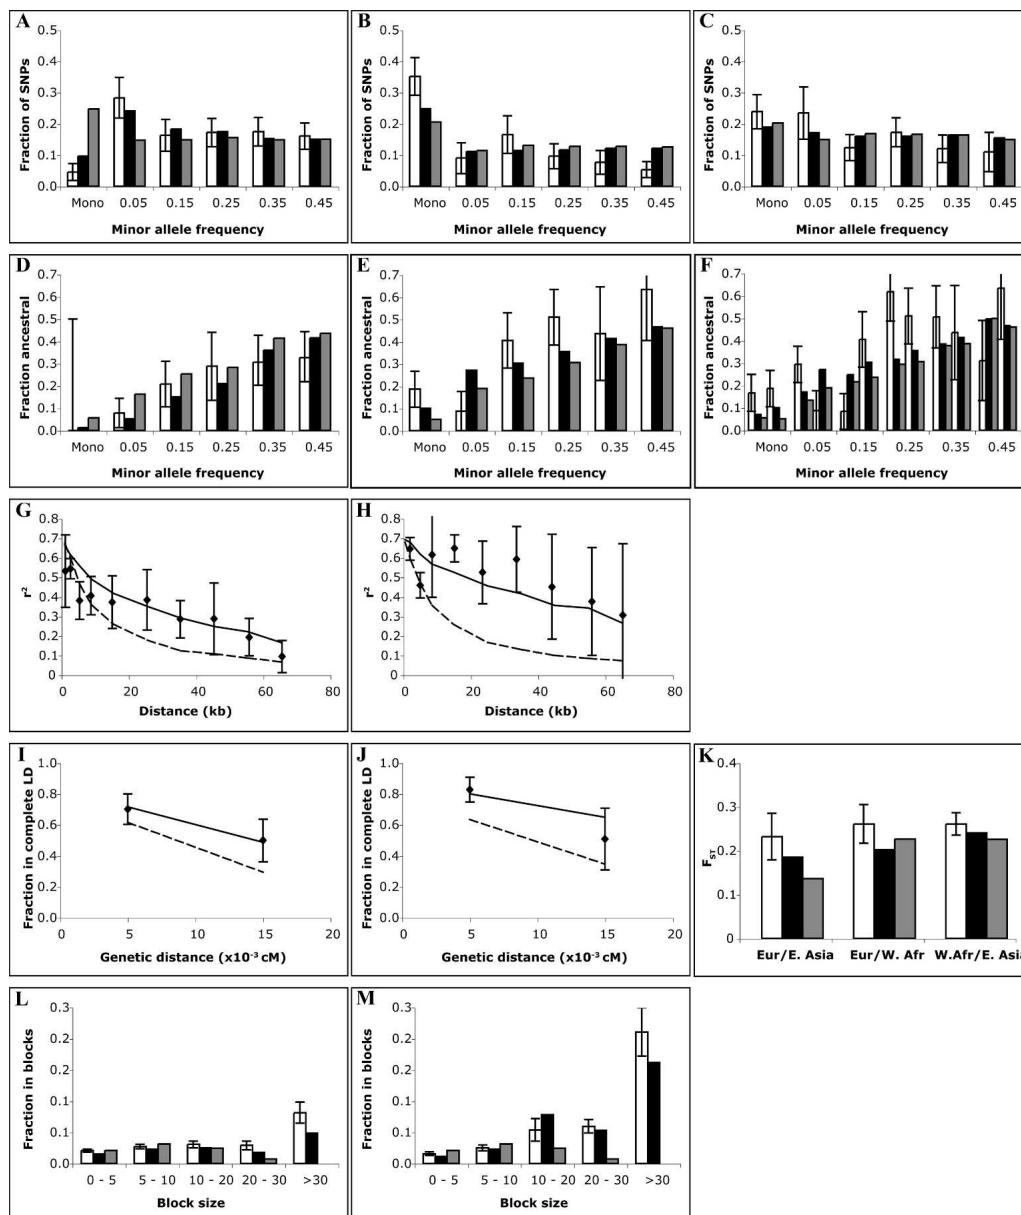 A
Fraction of SNPs
0.5
0.4
0.3
0.2
0.1
0.0
Mono 0.05 0.15 0.25 0.35 0.45
Minor allele frequency
B
Fraction of SNPs
0.5
0.4
0.3
0.2
0.1
0.0
Mono 0.05 0.15 0.25 0.35 0.45
Minor allele frequency
C
Fraction of SNPs
0.5
0.4
0.3
0.2
0.1
0.0
Mono 0.05 0.15 0.25 0.35 0.45
Minor allele frequency
D
Fraction ancestral
0.7
0.6
0.5
0.4
0.3
0.2
0.1
0.0
Mono 0.05 0.15 0.25 0.35 0.45
Minor allele frequency
E
Fraction ancestral
0.7
0.6
0.5
0.4
0.3
0.2
0.1
0.0
Mono 0.05 0.15 0.25 0.35 0.45
Minor allele frequency
F
Fraction ancestral
0.7
0.6
0.5
0.4
0.3
0.2
0.1
0.0
Mono 0.05 0.15 0.25 0.35 0.45
Minor allele frequency
G
r²
0.8
0.7
0.6
0.5
0.4
0.3
0.2
0.1
0
0 20 40 60 80
Distance (kb)
H
r²
0.8
0.7
0.6
0.5
0.4
0.3
0.2
0.1
0
0 20 40 60 80
Distance (kb)
I
Fraction in complete LD
1.0
0.8
0.6
0.4
0.2
0.0
0 5 10 15 20
Genetic distance (x10⁻³ cM)
J
Fraction in complete LD
1.0
0.8
0.6
0.4
0.2
0.0
0 5 10 15 20
Genetic distance (x10⁻³ cM)
K
F_ST
0.4
0.3
0.2
0.1
0
Eur/E. Asia Eur/W. Afr W.Afr/E. Asia
L
Fraction in blocks
0.3
0.2
0.2
0.1
0.1
0.0
0 - 5 5 - 10 10 - 20 20 - 30 >30
Block size
M
Fraction in blocks
0.3
0.2
0.2
0.1
0.1
0.0
0 - 5 5 - 10 10 - 20 20 - 30 >30
Block size